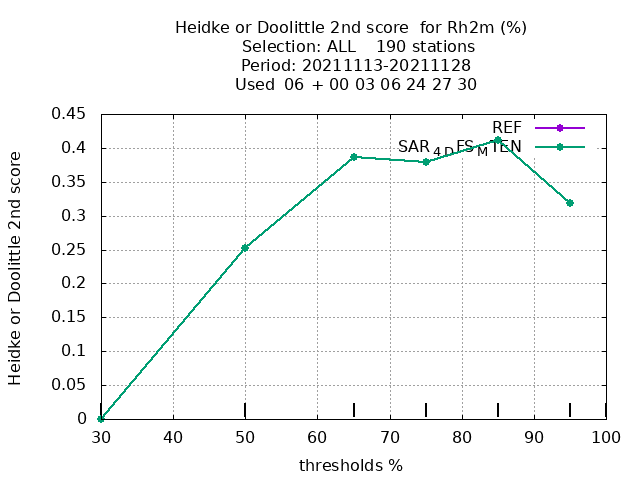 Heidke or Doolittle 2nd score  for Rh2m (%)
Selection: ALL    190 stations
Period: 20211113-20211128
Used  06  + 00 03 06 24 27 30
0.45
0.4
0.35
0.3
0.25
0.2
0.15
0.1
0.05
0
Heidke or Doolittle 2nd score
REF
SAR4DFSMTEN
30 40 50 60 70 80 90 100
thresholds %